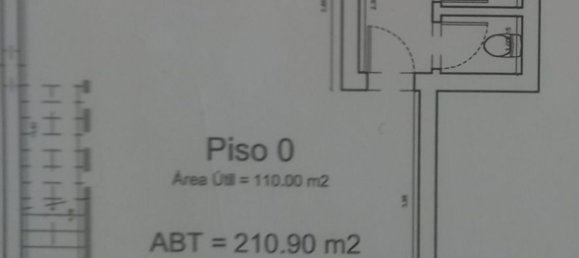 Piso 0
Área Útil = 110.00 m2
ABT = 210.90 m2